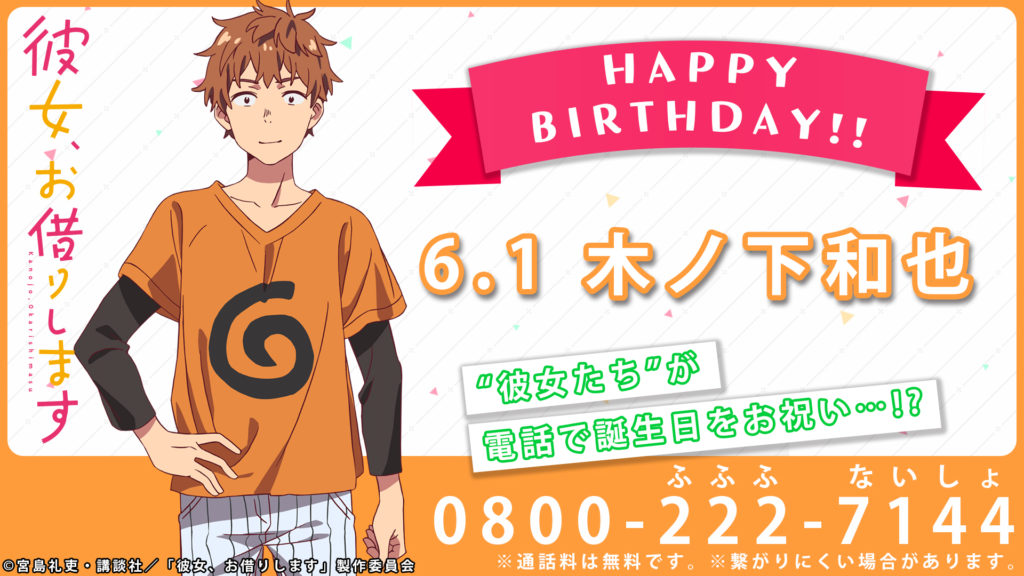 彼女、お借りします
Kanojo,okarishimasu
HAPPY
BIRTHDAY!!
6.1 木ノ下和也
“彼女たち”が
電話で誕生日をお祝い…!?
ふふふ ないしょ
0800-222-7144
※通話料は無料です。※繋がりにくい場合があります。
©宮島礼吏・講談社／「彼女、お借りします」製作委員会